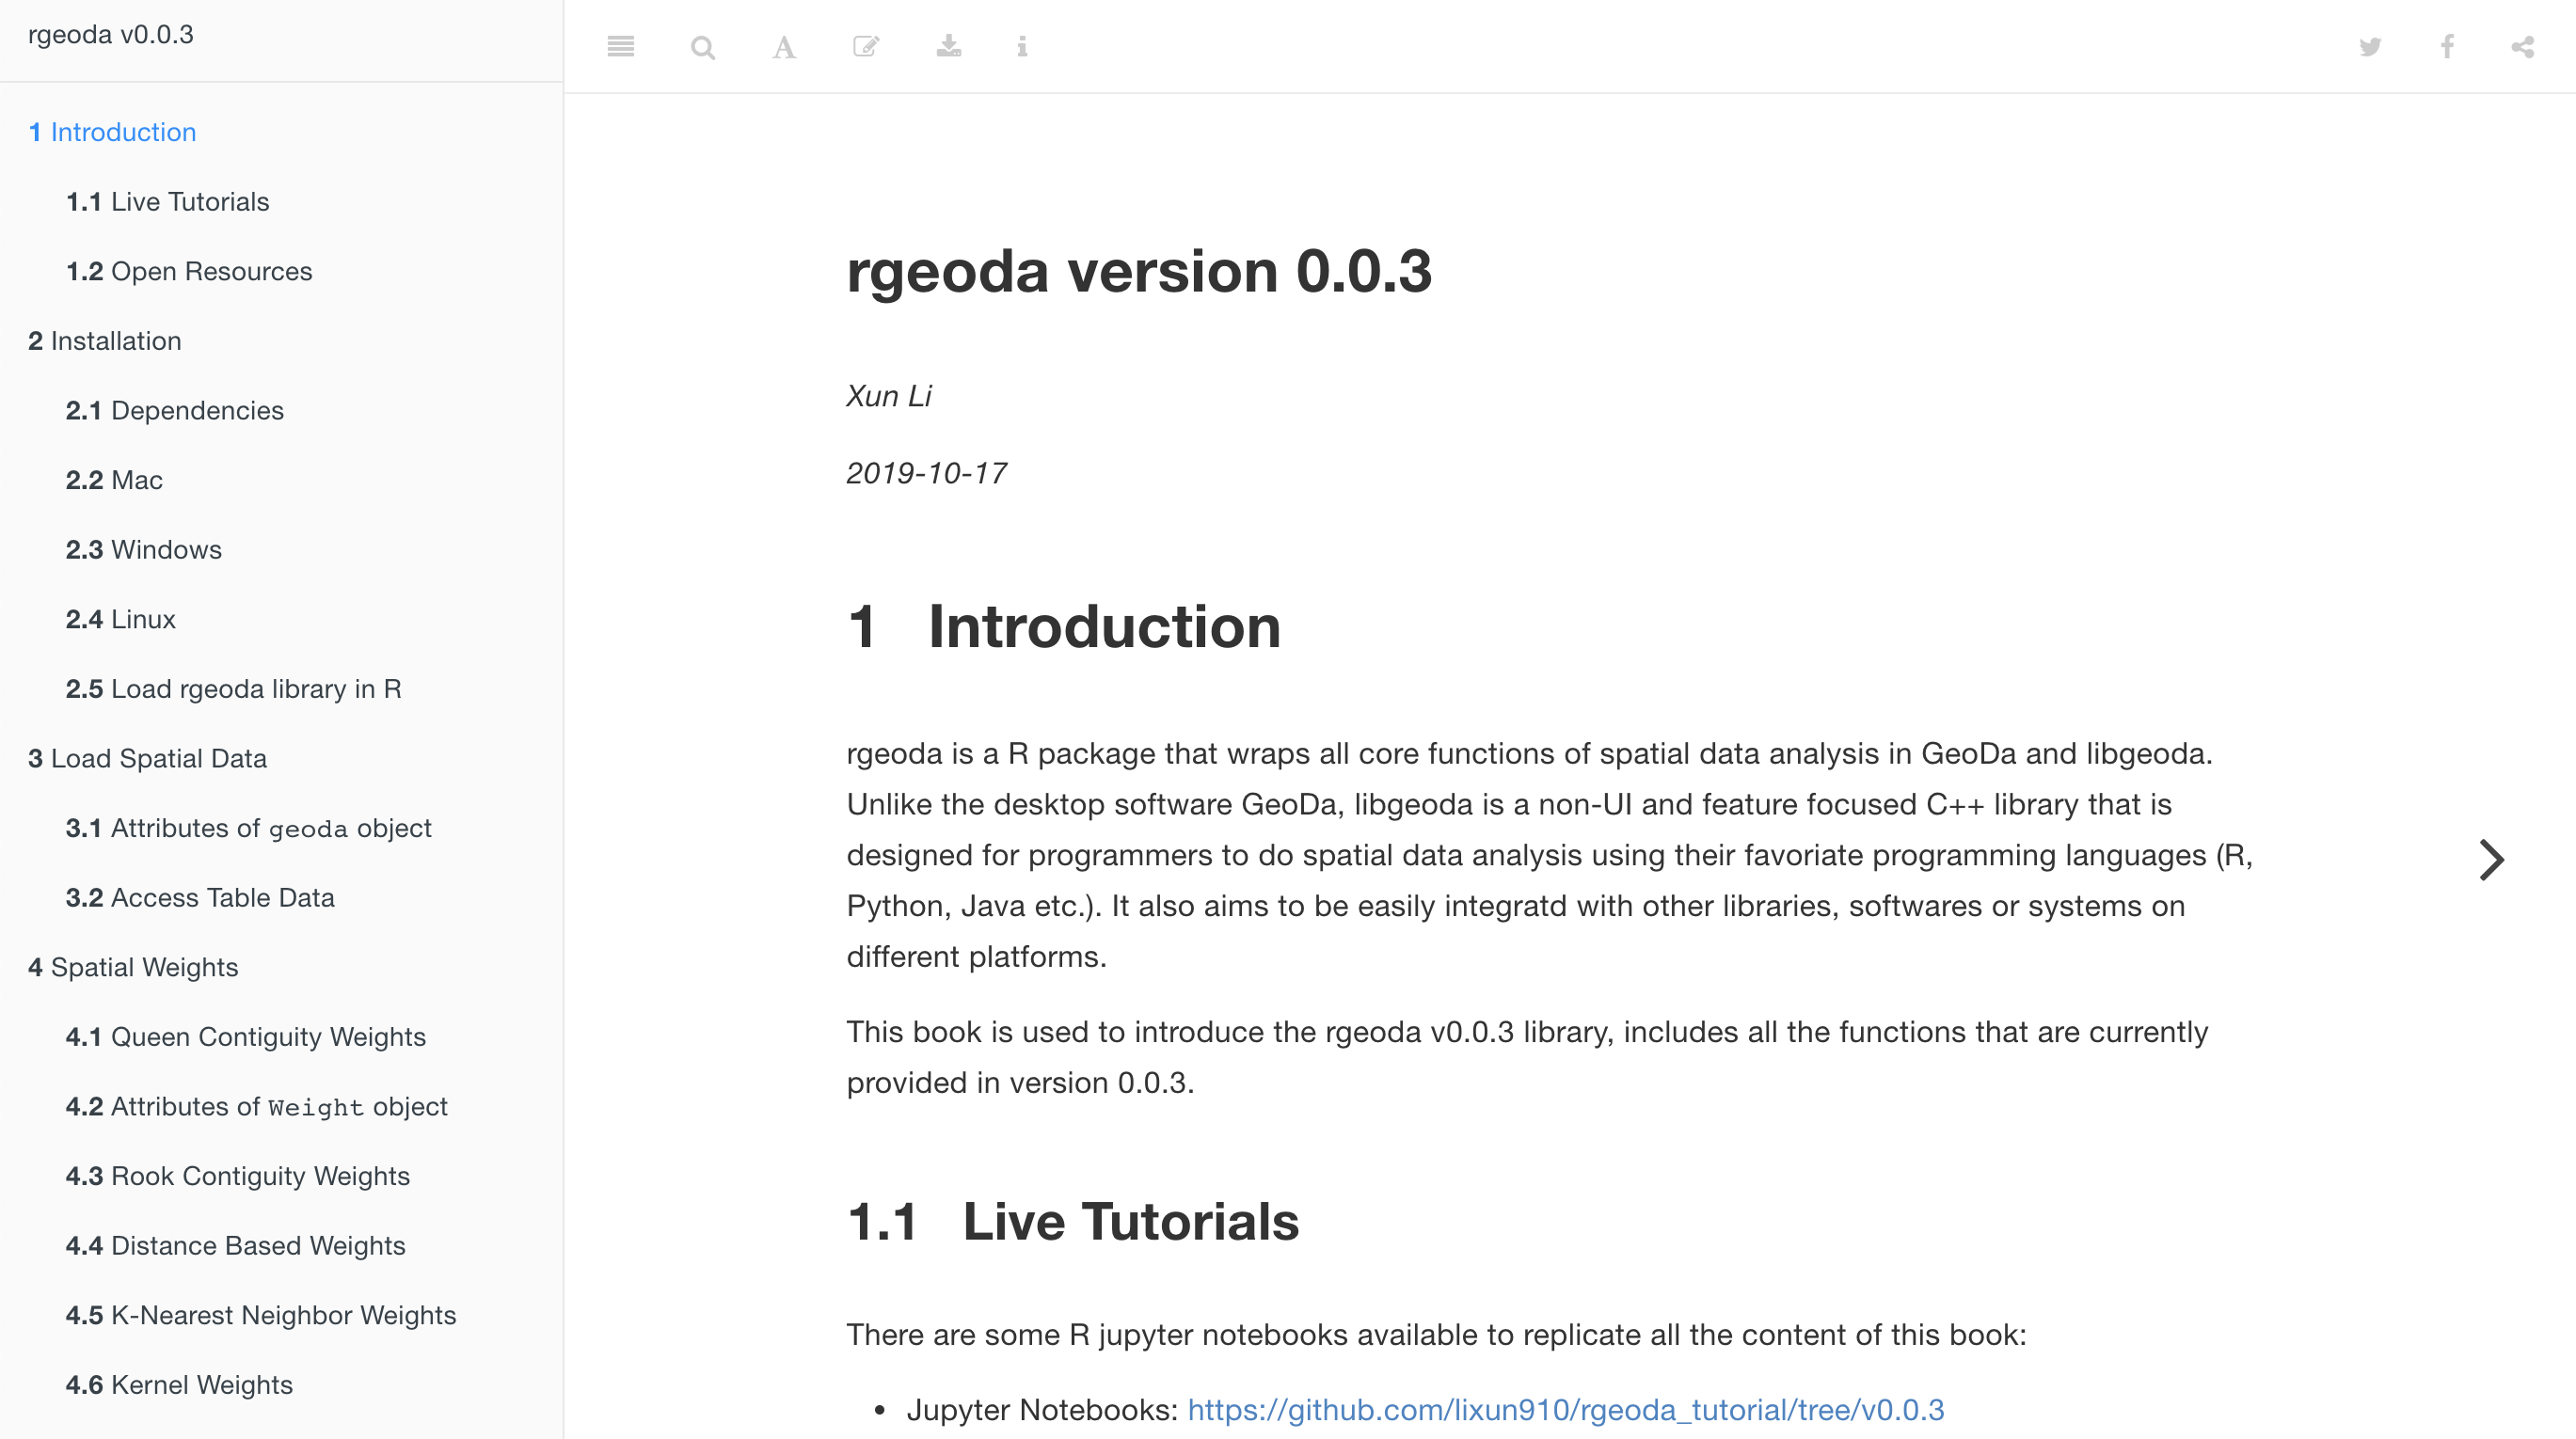 rgeoda v0.0.3
1 Introduction
1.1 Live Tutorials
1.2 Open Resources
2 Installation
2.1 Dependencies
2.2 Mac
2.3 Windows
2.4 Linux
2.5 Load rgeoda library in R
3 Load Spatial Data
3.1 Attributes of geoda object
3.2 Access Table Data
4 Spatial Weights
4.1 Queen Contiguity Weights
4.2 Attributes of Weight object
4.3 Rook Contiguity Weights
4.4 Distance Based Weights
4.5 K-Nearest Neighbor Weights
4.6 Kernel Weights
rgeoda version 0.0.3
Xun Li
2019-10-17
1 Introduction
rgeoda is a R package that wraps all core functions of spatial data analysis in GeoDa and libgeoda.
Unlike the desktop software GeoDa, libgeoda is a non-UI and feature focused C++ library that is
designed for programmers to do spatial data analysis using their favoriate programming languages (R,
Python, Java etc.). It also aims to be easily integratd with other libraries, softwares or systems on
different platforms.
This book is used to introduce the rgeoda v0.0.3 library, includes all the functions that are currently
provided in version 0.0.3.
1.1 Live Tutorials
There are some R jupyter notebooks available to replicate all the content of this book:
• Jupyter Notebooks: https://github.com/lixun910/rgeoda_tutorial/tree/v0.0.3